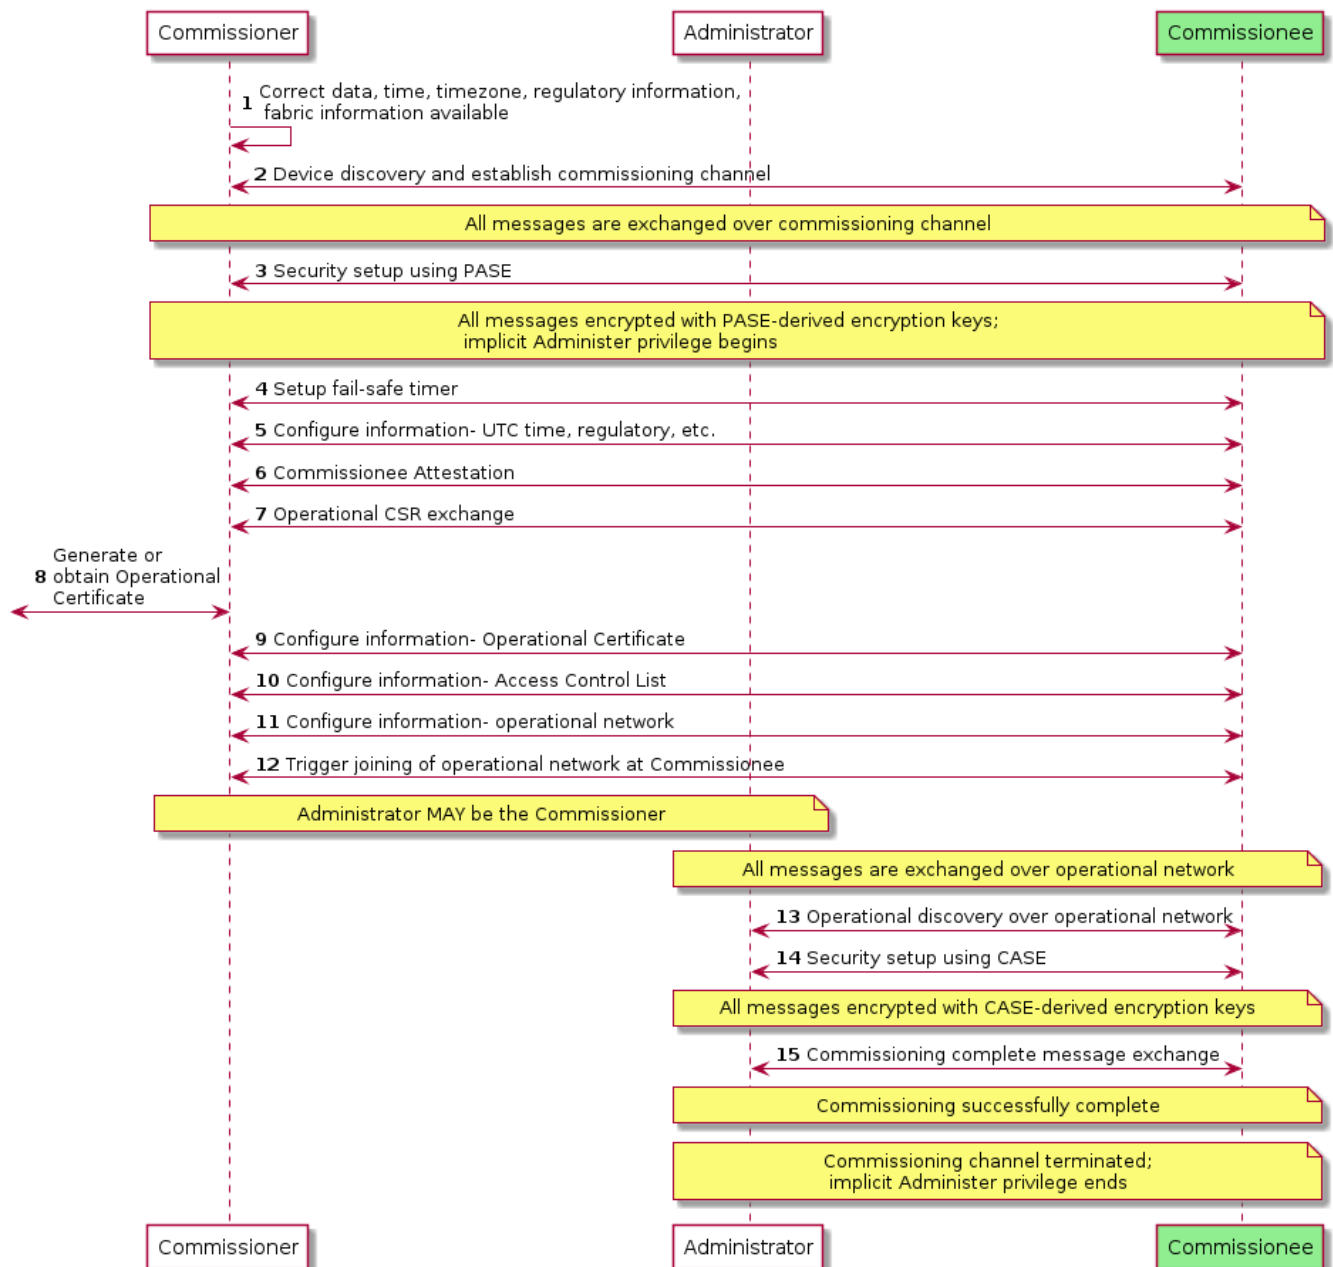 Commissioner
Administrator
Commissionee
1 Correct data, time, timezone, regulatory information,
fabric information available
2 Device discovery and establish commissioning channel
All messages are exchanged over commissioning channel
3 Security setup using PASE
All messages encrypted with PASE-derived encryption keys;
implicit Administer privilege begins
4 Setup fail-safe timer
5 Configure information- UTC time, regulatory, etc.
6 Commissionee Attestation
7 Operational CSR exchange
Generate or
8 obtain Operational
Certificate
9 Configure information- Operational Certificate
10 Configure information- Access Control List
11 Configure information- operational network
12 Trigger joining of operational network at Commissionee
Administrator MAY be the Commissioner
All messages are exchanged over operational network
13 Operational discovery over operational network
14 Security setup using CASE
All messages encrypted with CASE-derived encryption keys
15 Commissioning complete message exchange
Commissioning successfully complete
Commissioning channel terminated;
implicit Administer privilege ends
Commissioner
Administrator
Commissionee